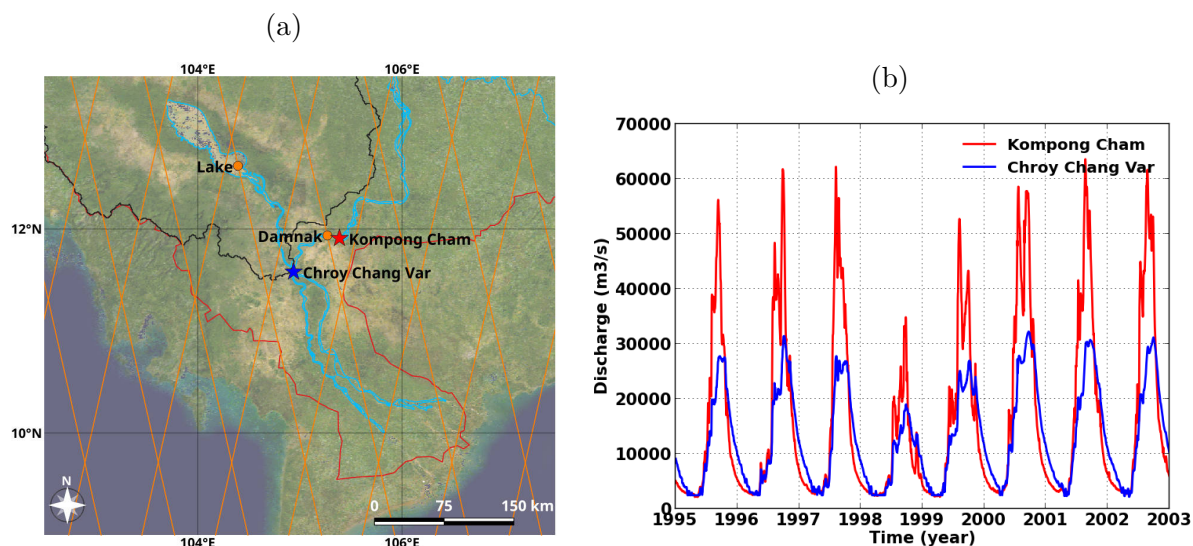 (a)
104°E 106°E
12°N
10°N
Lake
Damnak
Kompong Cham
Chroy Chang Var
N
0 75 150 km
104°E 106°E
(b)
70000
60000
50000
40000
30000
20000
10000
0
Discharge (m3/s)
Kompong Cham
Chroy Chang Var
1995 1996 1997 1998 1999 2000 2001 2002 2003
Time (year)